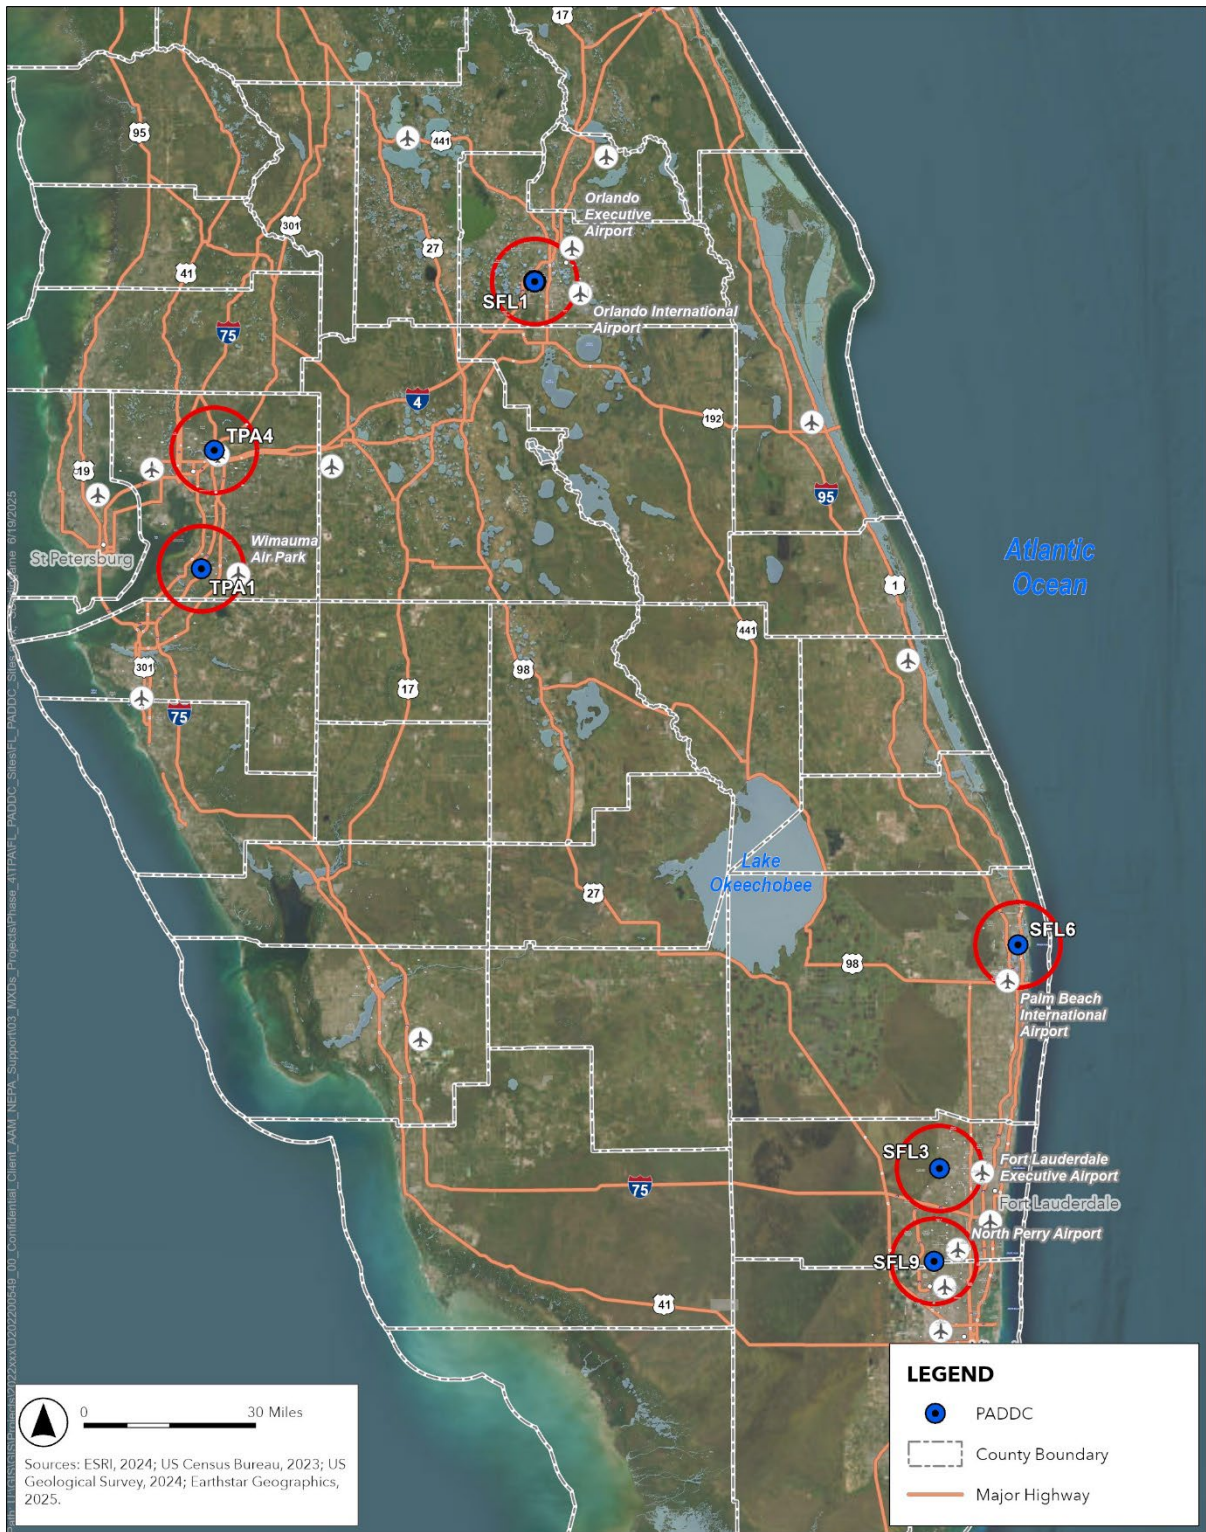 17
95
441
Orlando
Executive
Airport
301
27
41
SFL1
Orlando International
Airport
75
4
192
TPA4
19
95
Wimauma
Air Park
St Petersburg
TPA1
Atlantic
Ocean
1
441
301
98
17
75
Lake
Okeechobee
27
SFL6
98
Palm Beach
International
Airport
SFL3
Fort Lauderdale
Executive Airport
75
Fort Lauderdale
North Perry Airport
SFL9
41
LEGEND
PADDC
County Boundary
Major Highway
0 30 Miles
Sources: ESRI, 2024; US Census Bureau, 2023; US
Geological Survey, 2024; Earthstar Geographics,
2025.